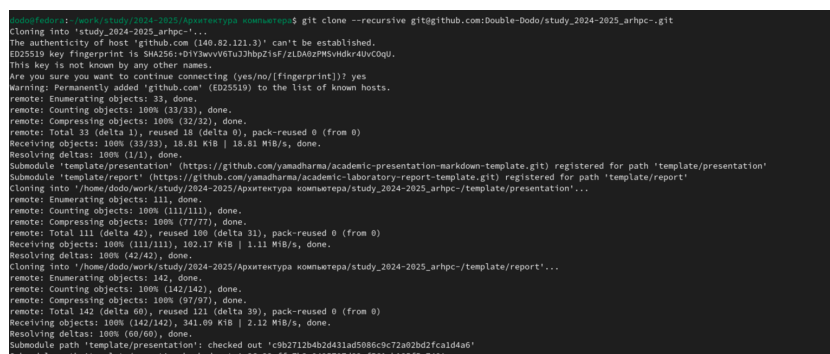 dodo@fedora:~/work/study/2024-2025/Архитектура компьютера$ git clone --recursive git@github.com:Double-Dodo/study_2024-2025_arhpc-.git
Cloning into 'study_2024-2025_arhpc-'...
The authenticity of host 'github.com (140.82.121.3)' can't be established.
ED25519 key fingerprint is SHA256:+DiY3wvvV6TuJJhbpZisF/zLDA0zPMSvHdkr4UvCOqU.
This key is not known by any other names.
Are you sure you want to continue connecting (yes/no/[fingerprint])? yes
Warning: Permanently added 'github.com' (ED25519) to the list of known hosts.
remote: Enumerating objects: 33, done.
remote: Counting objects: 100% (33/33), done.
remote: Compressing objects: 100% (32/32), done.
remote: Total 33 (delta 1), reused 18 (delta 0), pack-reused 0 (from 0)
Receiving objects: 100% (33/33), 18.81 KiB | 18.81 MiB/s, done.
Resolving deltas: 100% (1/1), done.
Submodule 'template/presentation' (https://github.com/yamadharma/academic-presentation-markdown-template.git) registered for path 'template/presentation'
Submodule 'template/report' (https://github.com/yamadharma/academic-laboratory-report-template.git) registered for path 'template/report'
Cloning into '/home/dodo/work/study/2024-2025/Архитектура компьютера/study_2024-2025_arhpc-/template/presentation'...
remote: Enumerating objects: 111, done.
remote: Counting objects: 100% (111/111), done.
remote: Compressing objects: 100% (77/77), done.
remote: Total 111 (delta 42), reused 100 (delta 31), pack-reused 0 (from 0)
Receiving objects: 100% (111/111), 102.17 KiB | 1.11 MiB/s, done.
Resolving deltas: 100% (42/42), done.
Cloning into '/home/dodo/work/study/2024-2025/Архитектура компьютера/study_2024-2025_arhpc-/template/report'...
remote: Enumerating objects: 142, done.
remote: Counting objects: 100% (142/142), done.
remote: Compressing objects: 100% (97/97), done.
remote: Total 142 (delta 60), reused 121 (delta 39), pack-reused 0 (from 0)
Receiving objects: 100% (142/142), 341.09 KiB | 2.12 MiB/s, done.
Resolving deltas: 100% (60/60), done.
Submodule path 'template/presentation': checked out 'c9b2712b4b2d431ad5086c9c72a02bd2fca1d4a6'